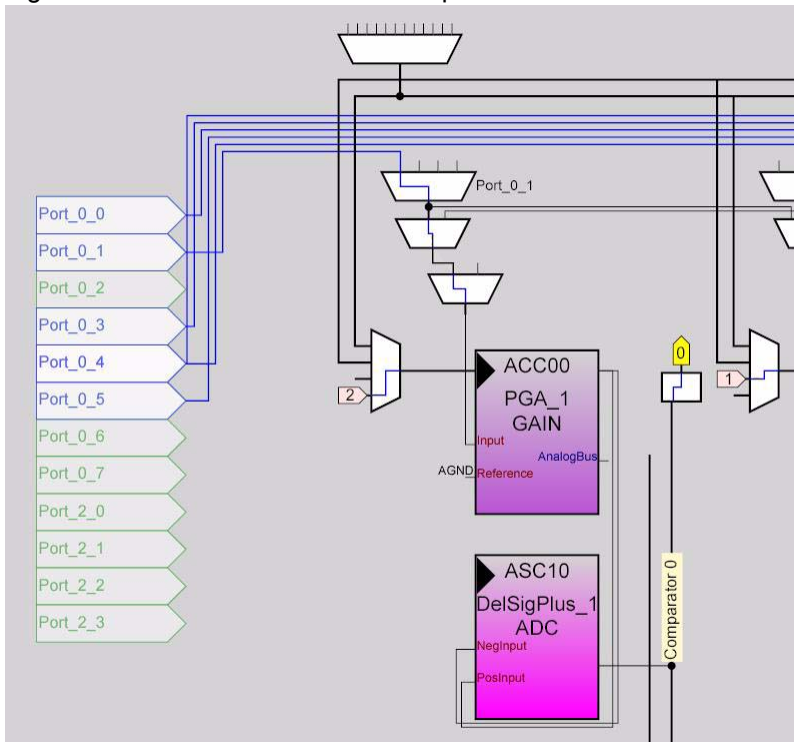 Port_0_1
Port_0_0
Port_0_1
Port_0_2
Port_0_3
Port_0_4
Port_0_5
Port_0_6
Port_0_7
Port_2_0
Port_2_1
Port_2_2
Port_2_3
2
ACC00
PGA_1
GAIN
Input
AnalogBus
AGND
Reference
0
1
ASC10
DelSigPlus_1
ADC
NegInput
PosInput
Comparator 0